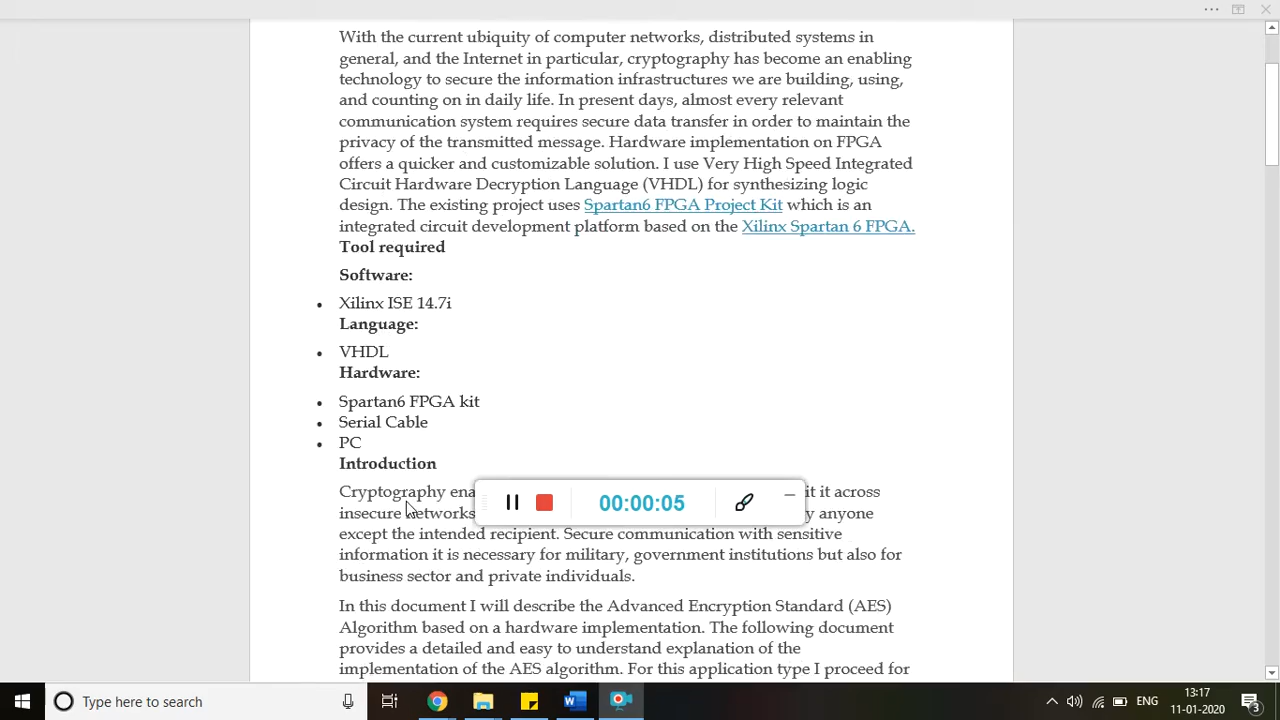 With the current ubiquity of computer networks, distributed systems in
general, and the Internet in particular, cryptography has become an enabling
technology to secure the information infrastructures we are building, using,
and counting on in daily life. In present days, almost every relevant
communication system requires secure data transfer in order to maintain the
privacy of the transmitted message. Hardware implementation on FPGA
offers a quicker and customizable solution. I use Very High Speed Integrated
Circuit Hardware Decryption Language (VHDL) for synthesizing logic
design. The existing project uses Spartan6 FPGA Project Kit which is an
integrated circuit development platform based on the Xilinx Spartan 6 FPGA.
Tool required
Software:
• Xilinx ISE 14.7i
Language:
• VHDL
Hardware:
• Spartan6 FPGA kit
• Serial Cable
• PC
Introduction
Cryptography ena it it across
insecure networks y anyone
00:00:05
except the intended recipient. Secure communication with sensitive
information it is necessary for military, government institutions but also for
business sector and private individuals.
In this document I will describe the Advanced Encryption Standard (AES)
Algorithm based on a hardware implementation. The following document
provides a detailed and easy to understand explanation of the
implementation of the AES algorithm. For this application type I proceed for
Type here to search
ENG
13:17
11-01-2020
3